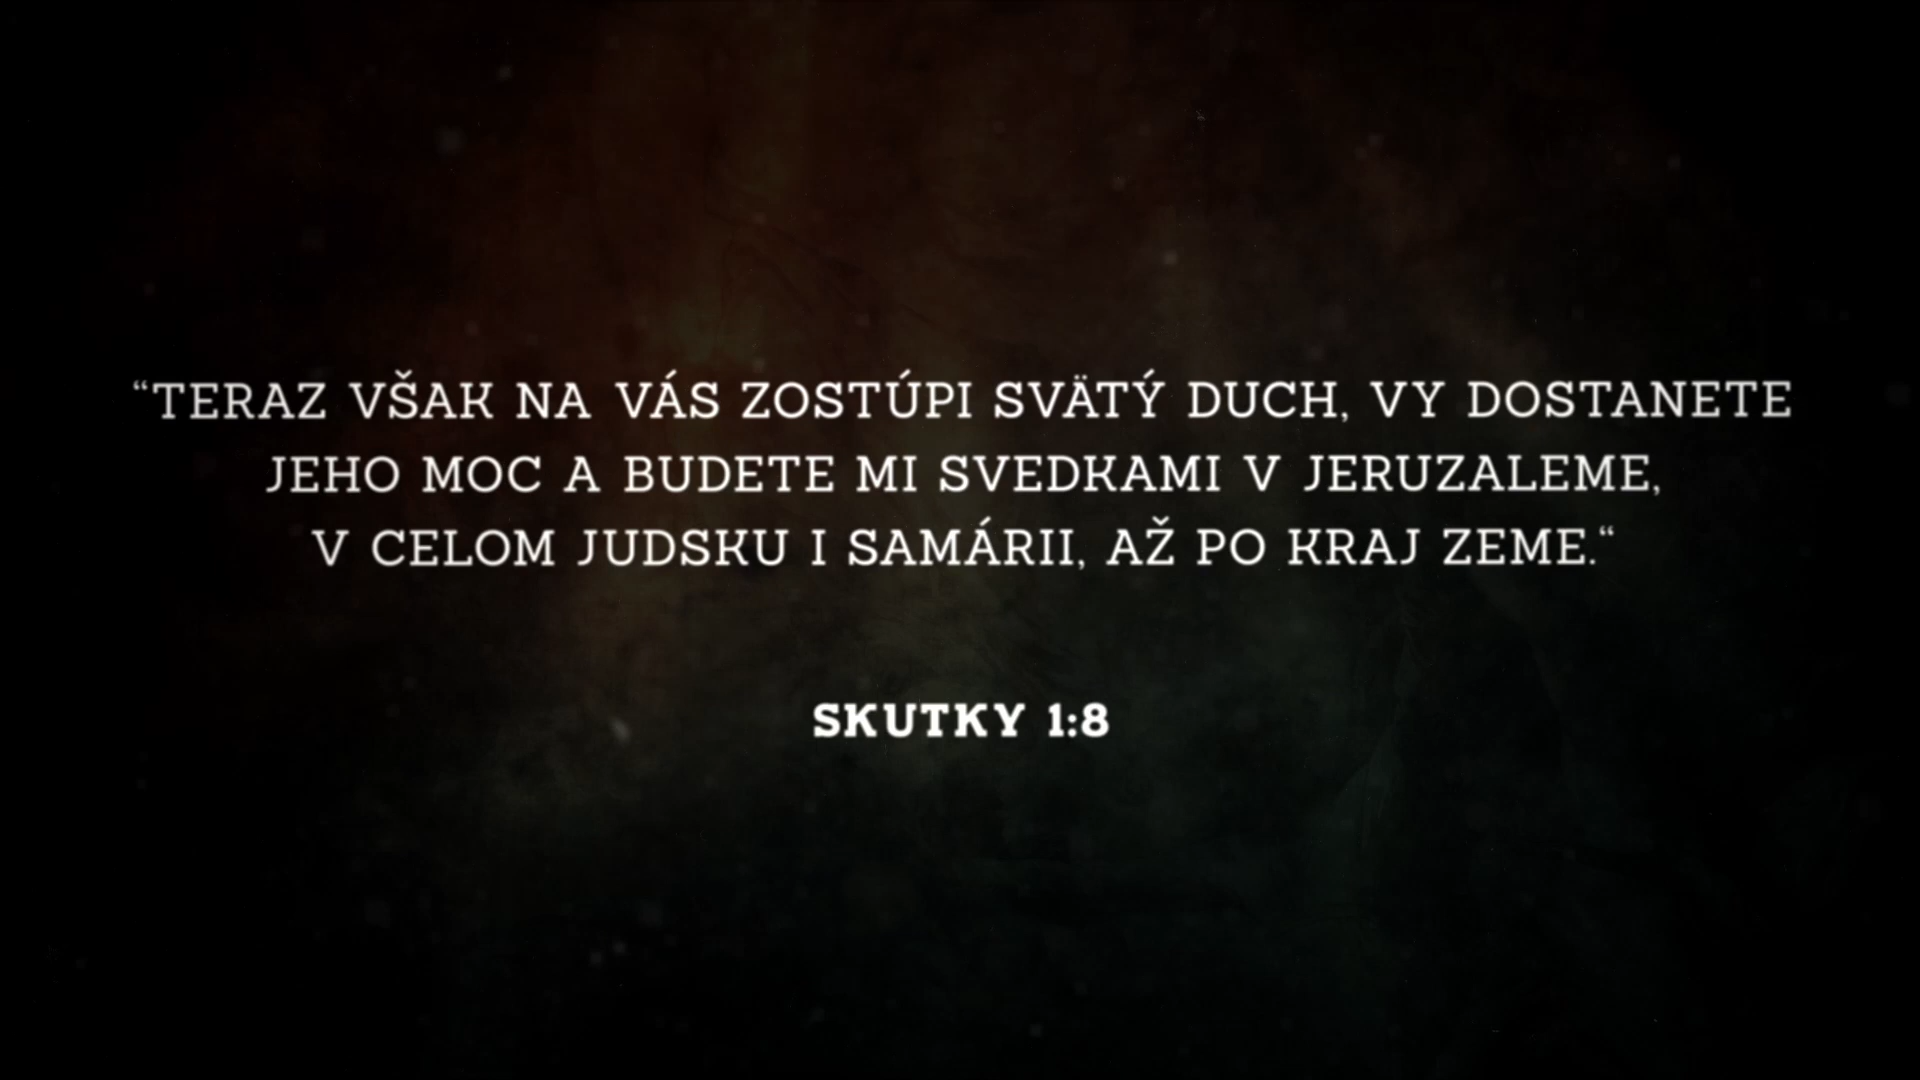 “TERAZ VŠAK NA VÁS ZOSTÚPI SVÄTÝ DUCH, VY DOSTANETE
JEHO MOC A BUDETE MI SVEDKAMI V JERUZALEME,
V CELOM JUDSKU I SAMÁRII, AŽ PO KRAJ ZEME.“
SKUTKY 1:8